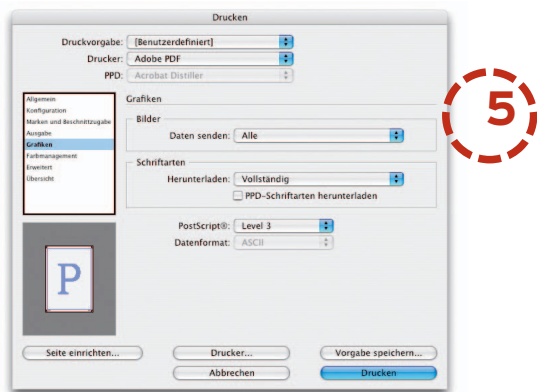 Drucken
Druckvorgabe: [Benutzerdefiniert]
Drucker: Adobe PDF
PPD: Acrobat Distiller
Allgemein
Konfiguration
Marken und Beschnittzugabe
Ausgabe
Grafiken
Farbmanagement
Erweitert
Übersicht
Grafiken
Bilder
Daten senden: Alle
Schriftarten
Herunterladen: Vollständig
PPD-Schriftarten herunterladen
PostScript®: Level 3
Datenformat: ASCII
P
Seite einrichten...
Drucker...
Vorgabe speichern...
Abbrechen
Drucken
5